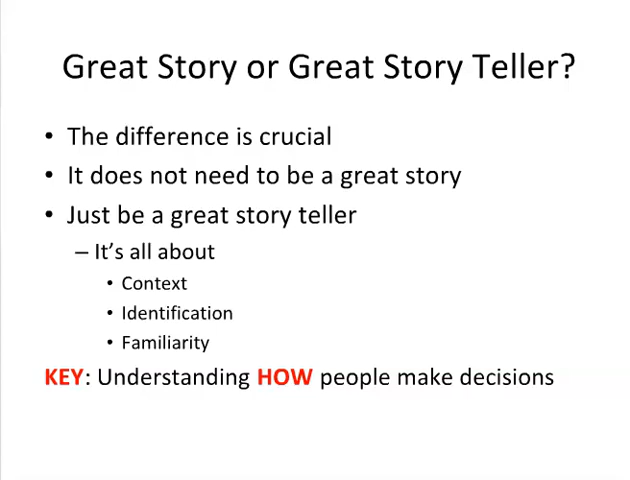 Great Story or Great Story Teller?
• The difference is crucial
• It does not need to be a great story
• Just be a great story teller
– It’s all about
• Context
• Identification
• Familiarity
KEY: Understanding HOW people make decisions